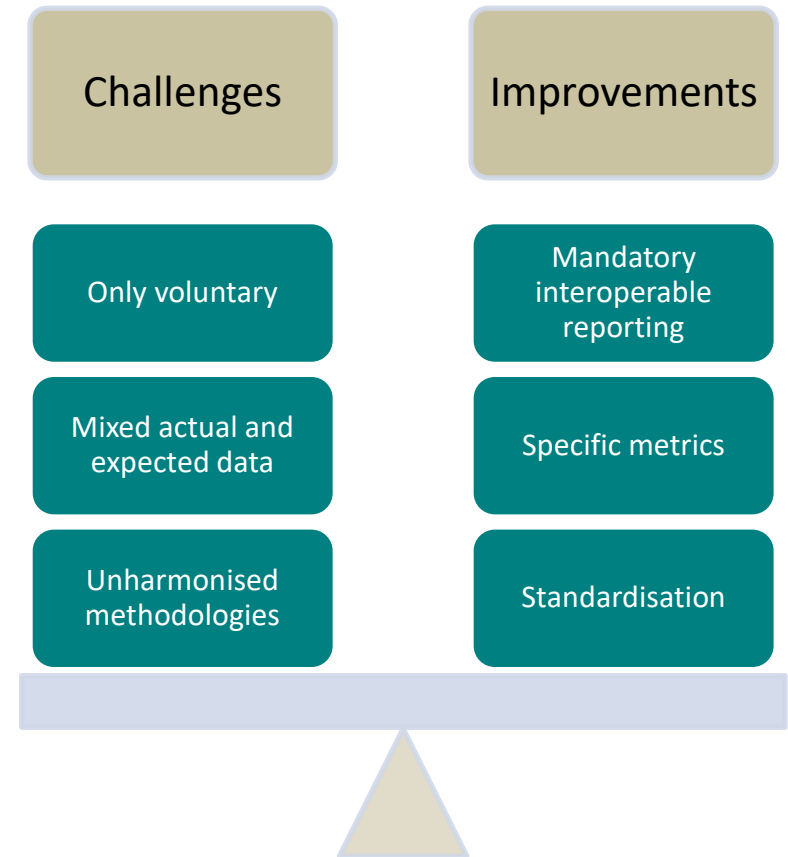 Challenges
Improvements
Only voluntary
Mandatory
interoperable
reporting
Mixed actual and
expected data
Specific metrics
Unharmonised
methodologies
Standardisation